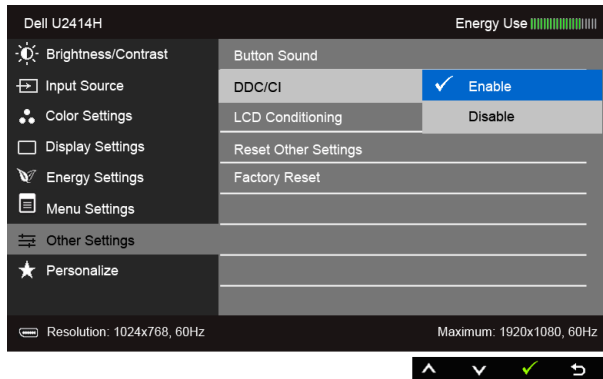 Dell U2414H Energy Use
Brightness/Contrast Button Sound
Input Source DDC/CI Enable
Color Settings LCD Conditioning Disable
Display Settings Reset Other Settings
Energy Settings Factory Reset
Menu Settings
Other Settings
Personalize
Resolution: 1024x768, 60Hz Maximum: 1920x1080, 60Hz